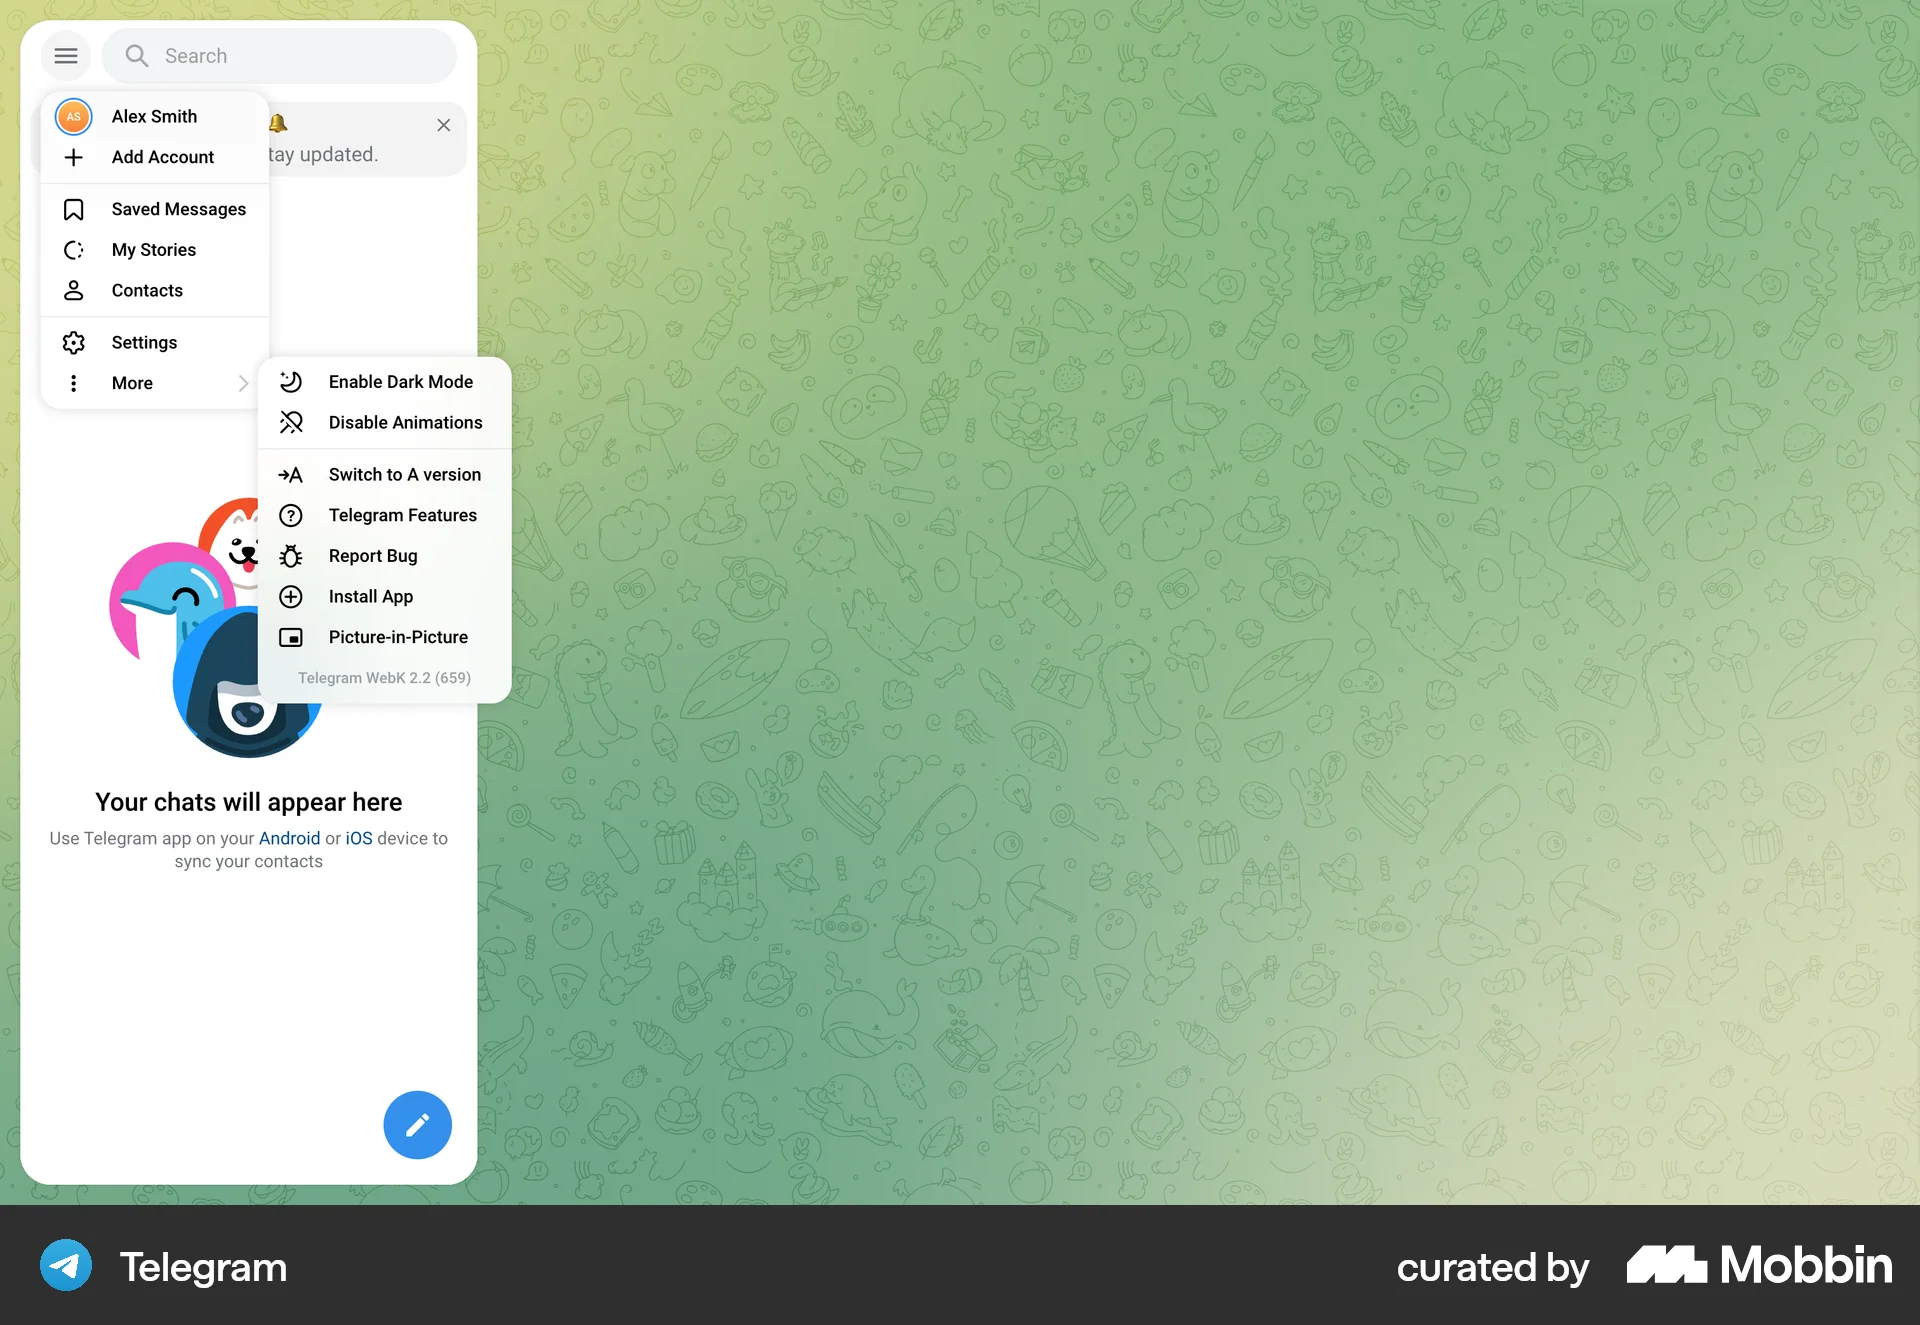 Search
AS
Alex Smith
Add Account
tay updated.
Saved Messages
My Stories
Contacts
Settings
More
Enable Dark Mode
Disable Animations
Switch to A version
Telegram Features
Report Bug
Install App
Picture-in-Picture
Telegram WebK 2.2 (659)
Your chats will appear here
Use Telegram app on your Android or iOS device to
sync your contacts
Telegram
curated by
Mobbin